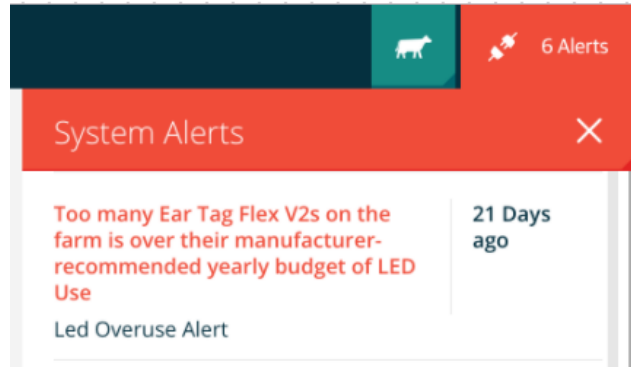 6 Alerts
System Alerts
Too many Ear Tag Flex V2s on the
farm is over their manufacturer-
recommended yearly budget of LED
Use
21 Days
ago
Led Overuse Alert